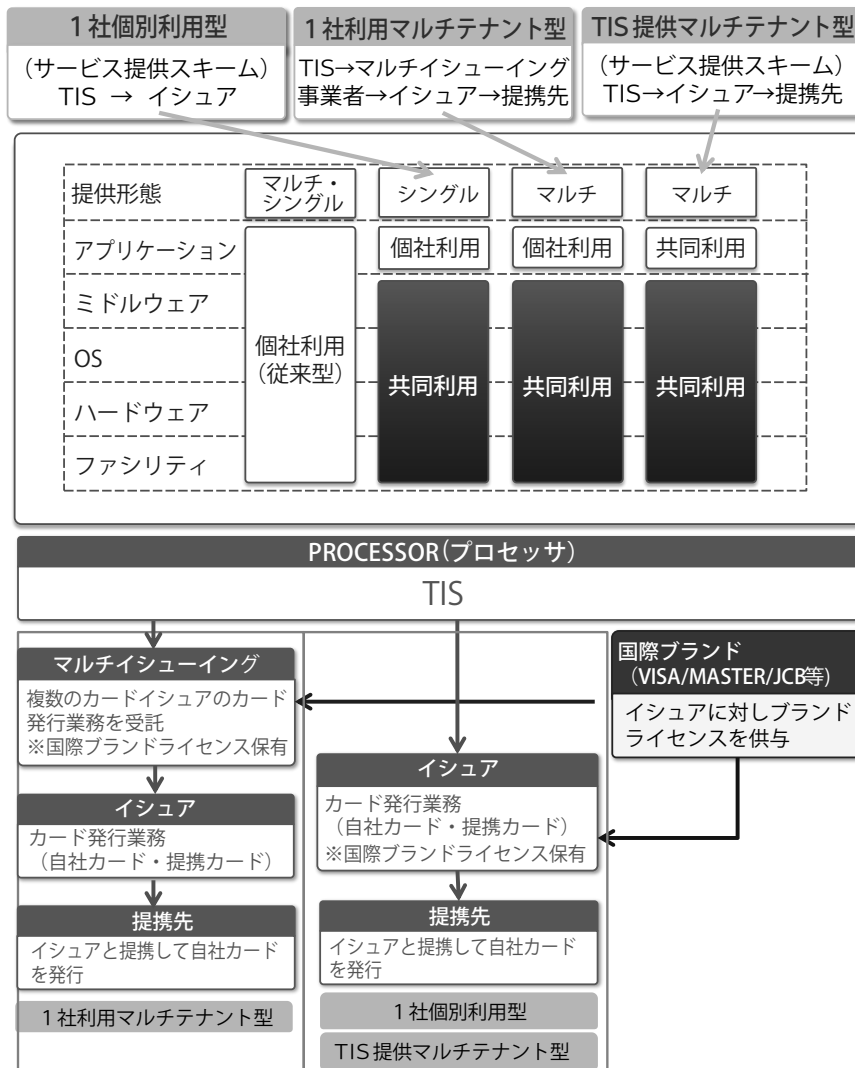 1社個別利用型
（サービス提供スキーム）
TIS → イシュア
1社利用マルチテナント型
TIS→マルチイシューイング
事業者→イシュア→提携先
TIS提供マルチテナント型
（サービス提供スキーム）
TIS→イシュア→提携先
提供形態
マルチ・
シングル
シングル
マルチ
マルチ
アプリケーション
個社利用
個社利用
共同利用
ミドルウェア
OS
ハードウェア
ファシリティ
個社利用
（従来型）
共同利用
共同利用
共同利用
PROCESSOR（プロセッサ）
TIS
マルチイシューイング
複数のカードイシュアのカード
発行業務を受託
※国際ブランドライセンス保有
イシュア
カード発行業務
（自社カード・提携カード）
提携先
イシュアと提携して自社カード
を発行
1社利用マルチテナント型
イシュア
カード発行業務
（自社カード・提携カード）
※国際ブランドライセンス保有
提携先
イシュアと提携して自社カード
を発行
1社個別利用型
TIS提供マルチテナント型
国際ブランド
（VISA/MASTER/JCB等）
イシュアに対しブランド
ライセンスを供与